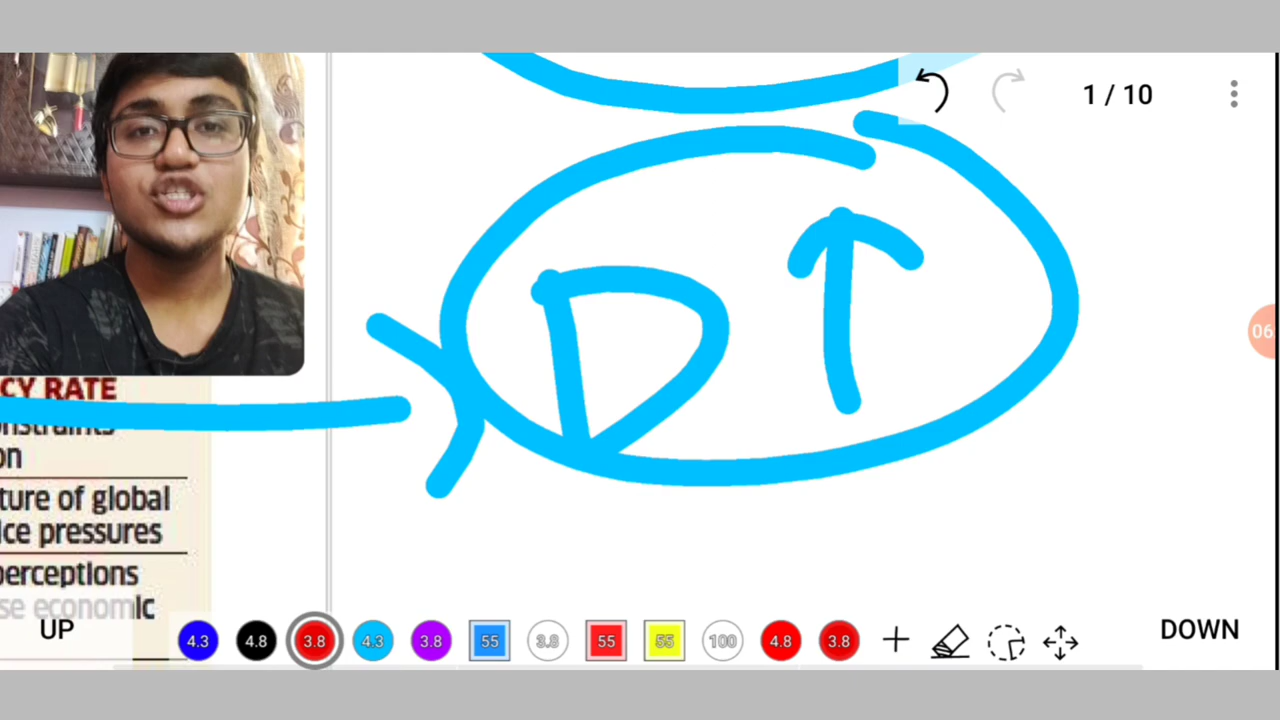 1 / 10
D ↑
06
CY RATE
onstraints
on
ture of global
ice pressures
perceptions
se economic
UP
4.3 4.8 3.8 4.3 3.8 55 3.8 55 55 100 4.8 3.8
DOWN